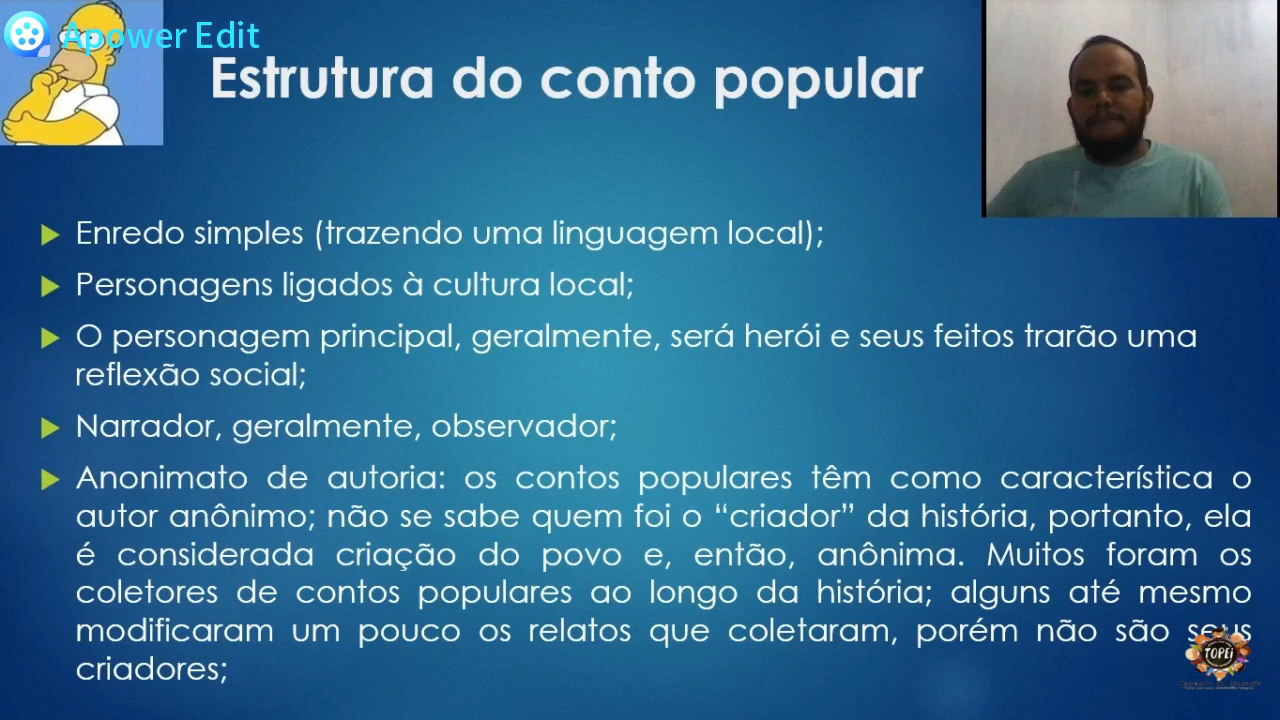 Apower Edit
Estrutura do conto popular
Enredo simples (trazendo uma linguagem local);
Personagens ligados à cultura local;
O personagem principal, geralmente, será herói e seus feitos trarão uma
reflexão social;
Narrador, geralmente, observador;
Anonimato de autoria: os contos populares têm como característica o
autor anônimo; não se sabe quem foi o “criador” da história, portanto, ela
é considerada criação do povo e, então, anônima. Muitos foram os
coletores de contos populares ao longo da história; alguns até mesmo
modificaram um pouco os relatos que coletaram, porém não são seus
criadores;
TOPEi